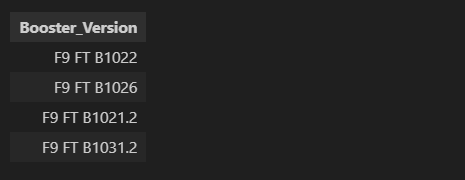 Booster_Version
F9 FT B1022
F9 FT B1026
F9 FT B1021.2
F9 FT B1031.2